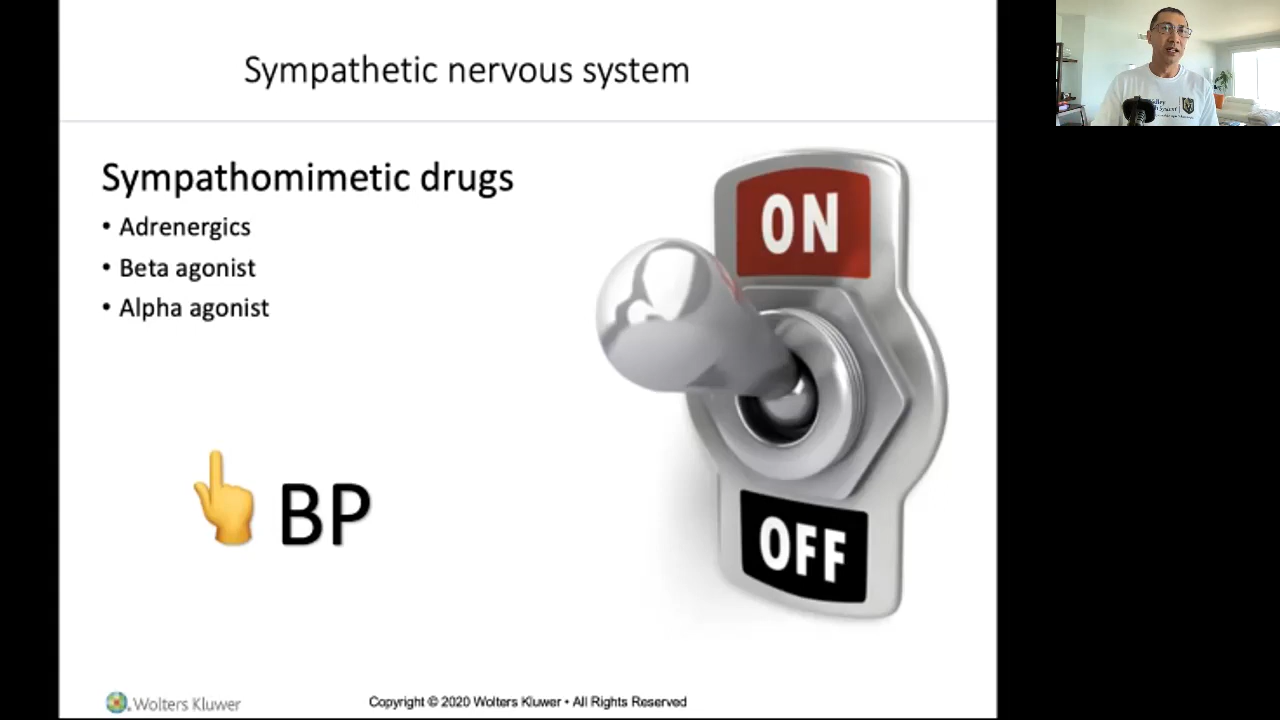 Sympathetic nervous system
Sympathomimetic drugs
• Adrenergics
• Beta agonist
• Alpha agonist
BP
ON
OFF
Wolters Kluwer
Copyright © 2020 Wolters Kluwer • All Rights Reserved